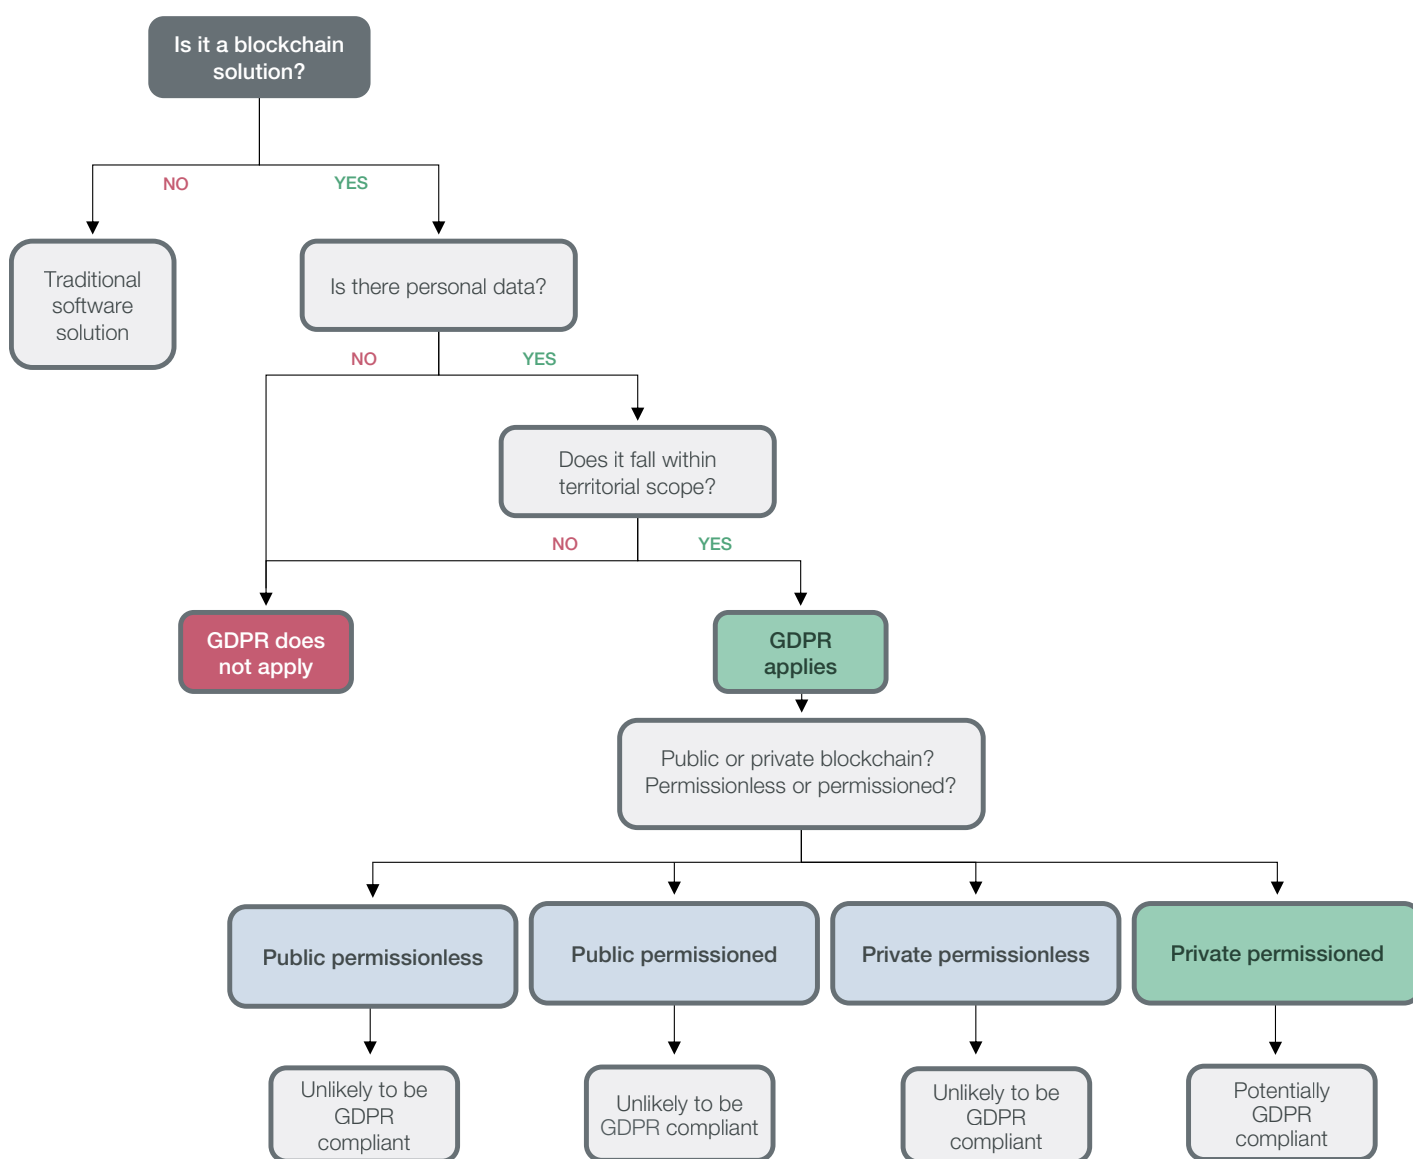 Is it a blockchain
solution?
NO
YES
Traditional
software
solution
Is there personal data?
NO
YES
Does it fall within
territorial scope?
NO
YES
GDPR does
not apply
GDPR
applies
Public or private blockchain?
Permissionless or permissioned?
Public permissionless
Public permissioned
Private permissionless
Private permissioned
Unlikely to be
GDPR
compliant
Unlikely to be
GDPR compliant
Unlikely to be
GDPR
compliant
Potentially
GDPR
compliant